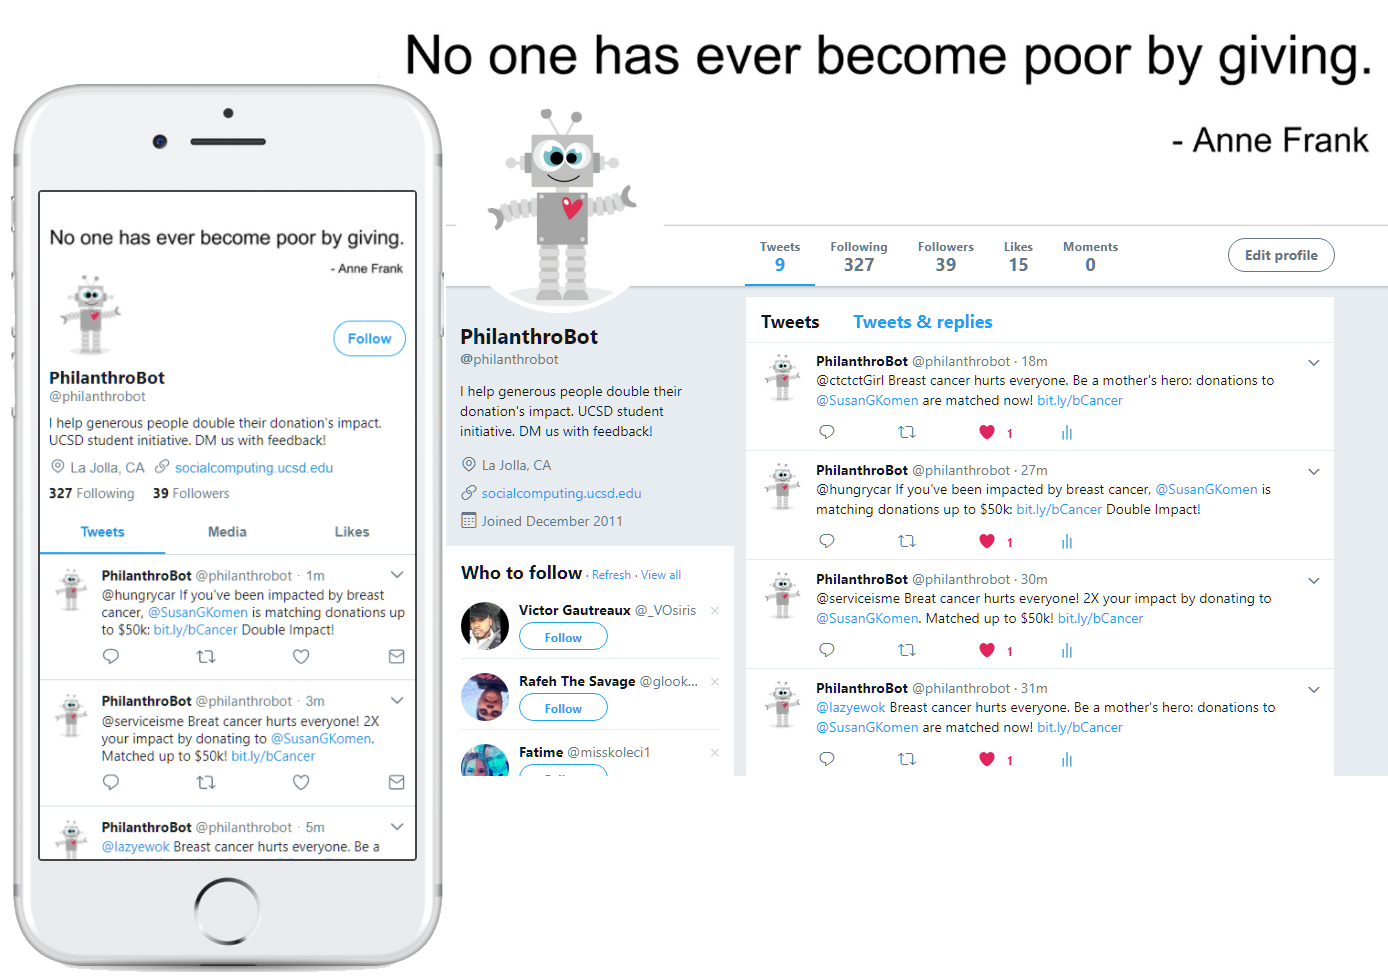 No one has ever become poor by giving.
- Anne Frank
No one has ever become poor by giving.
- Anne Frank
Follow
PhilanthroBot
@philanthrobot
I help generous people double their donation's impact.
UCSD student initiative. DM us with feedback!
La Jolla, CA socialcomputing.ucsd.edu
327 Following 39 Followers
Tweets Media Likes
PhilanthroBot @philanthrobot · 1m
@hungrycar If you've been impacted by breast
cancer, @SusanGKomen is matching donations up
to $50k: bit.ly/bCancer Double Impact!
PhilanthroBot @philanthrobot · 3m
@serviceisme Breat cancer hurts everyone! 2X
your impact by donating to @SusanGKomen.
Matched up to $50k! bit.ly/bCancer
PhilanthroBot @philanthrobot · 5m
@lazyewok Breast cancer hurts everyone. Be a
Tweets Following Followers Likes Moments
9 327 39 15 0
Edit profile
PhilanthroBot
@philanthrobot
I help generous people double their
donation's impact. UCSD student
initiative. DM us with feedback!
La Jolla, CA
socialcomputing.ucsd.edu
Joined December 2011
Who to follow · Refresh · View all
Victor Gautreaux @_VOsiris ×
Follow
Rafeh The Savage @glook... ×
Follow
Fatime @misskoleci1 ×
Tweets Tweets & replies
PhilanthroBot @philanthrobot · 18m
@ctctctGirl Breast cancer hurts everyone. Be a mother's hero: donations to
@SusanGKomen are matched now! bit.ly/bCancer
1
PhilanthroBot @philanthrobot · 27m
@hungrycar If you've been impacted by breast cancer, @SusanGKomen is
matching donations up to $50k: bit.ly/bCancer Double Impact!
1
PhilanthroBot @philanthrobot · 30m
@serviceisme Breat cancer hurts everyone! 2X your impact by donating to
@SusanGKomen. Matched up to $50k! bit.ly/bCancer
1
PhilanthroBot @philanthrobot · 31m
@lazyewok Breast cancer hurts everyone. Be a mother's hero: donations to
@SusanGKomen are matched now! bit.ly/bCancer
1